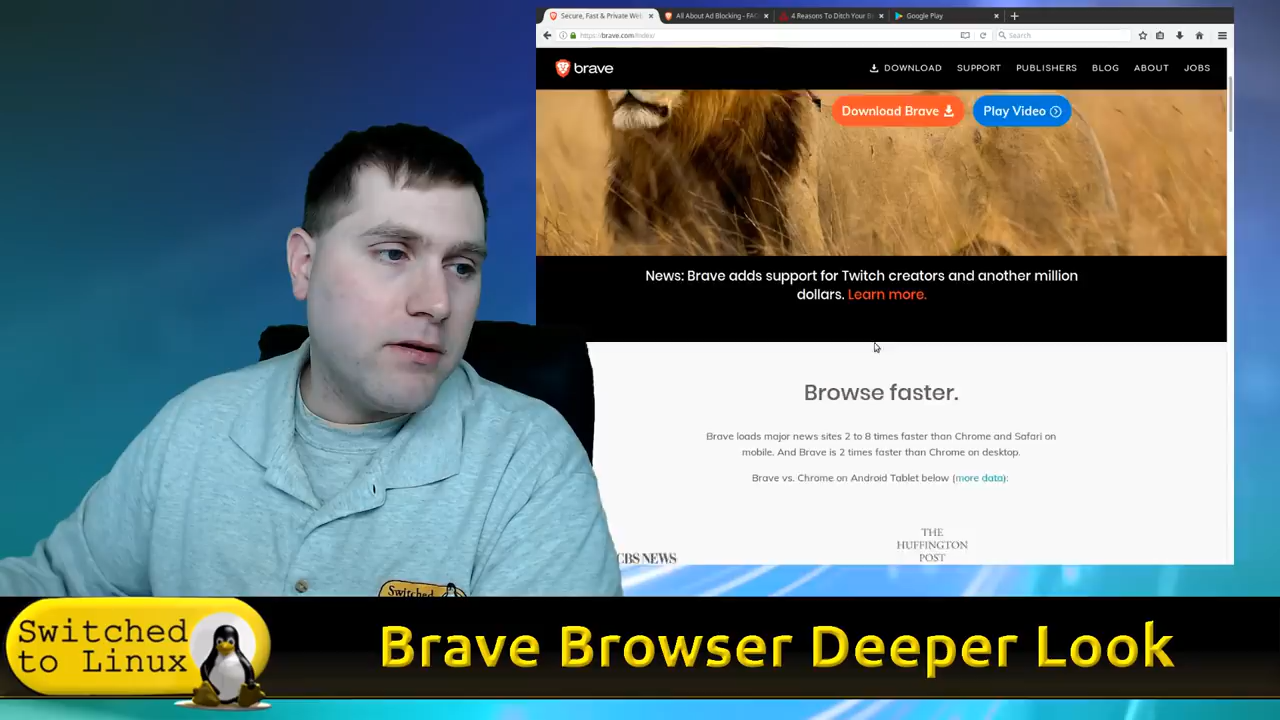 Secure, Fast & Private Web
All About Ad Blocking - FAQ
4 Reasons To Ditch Your B
Google Play
https://brave.com/index/
Search
brave
DOWNLOAD
SUPPORT
PUBLISHERS
BLOG
ABOUT
JOBS
Download Brave
Play Video
News: Brave adds support for Twitch creators and another million
dollars. Learn more.
Browse faster.
Brave loads major news sites 2 to 8 times faster than Chrome and Safari on
mobile. And Brave is 2 times faster than Chrome on desktop.
Brave vs. Chrome on Android Tablet below (more data):
CBS NEWS
THE
HUFFINGTON
POST
Switched
Switched
to Linux
Brave Browser Deeper Look